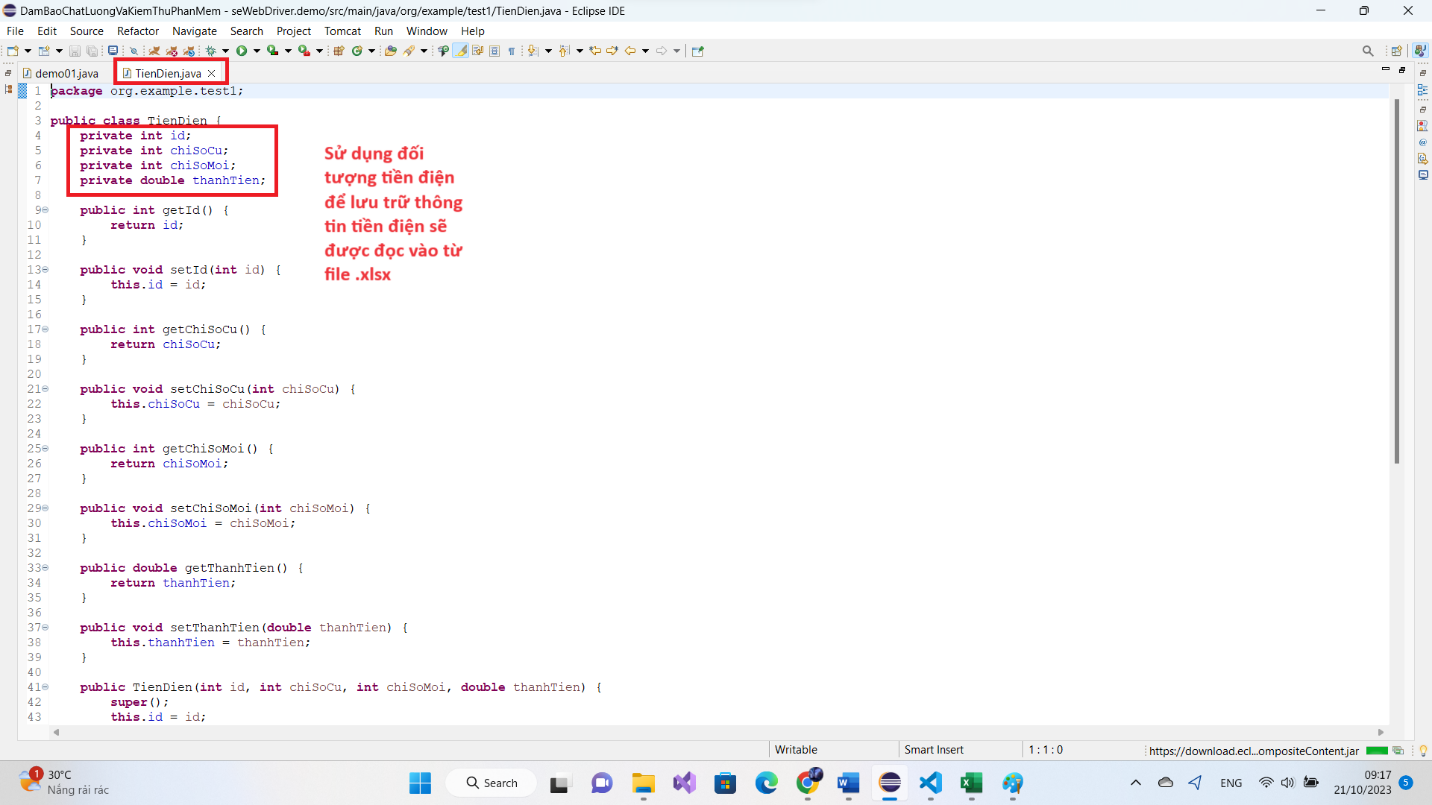 DamBaoChatLuongVaKiemThuPhanMem - seWebDriver.demo/src/main/java/org/example/test1/TienDien.java - Eclipse IDE
File Edit Source Refactor Navigate Search Project Tomcat Run Window Help
demo01.java TienDien.java
1 package org.example.test1;
2
3 public class TienDien {
4 private int id;
5 private int chiSoCu;
6 private int chiSoMoi;
7 private double thanhTien;
8
9 public int getId() {
10 return id;
11 }
12
13 public void setId(int id) {
14 this.id = id;
15 }
16
17 public int getChiSoCu() {
18 return chiSoCu;
19 }
20
21 public void setChiSoCu(int chiSoCu) {
22 this.chiSoCu = chiSoCu;
23 }
24
25 public int getChiSoMoi() {
26 return chiSoMoi;
27 }
28
29 public void setChiSoMoi(int chiSoMoi) {
30 this.chiSoMoi = chiSoMoi;
31 }
32
33 public double getThanhTien() {
34 return thanhTien;
35 }
36
37 public void setThanhTien(double thanhTien) {
38 this.thanhTien = thanhTien;
39 }
40
41 public TienDien(int id, int chiSoCu, int chiSoMoi, double thanhTien) {
42 super();
43 this.id = id;
Sử dụng đối
tượng tiền điện
để lưu trữ thông
tin tiền điện sẽ
được đọc vào từ
file .xlsx
Writable Smart Insert 1 : 1 : 0 https://download.ecl...ompositeContent.jar
1 30°C
Nắng rải rác
Search
ENG
09:17
21/10/2023
5